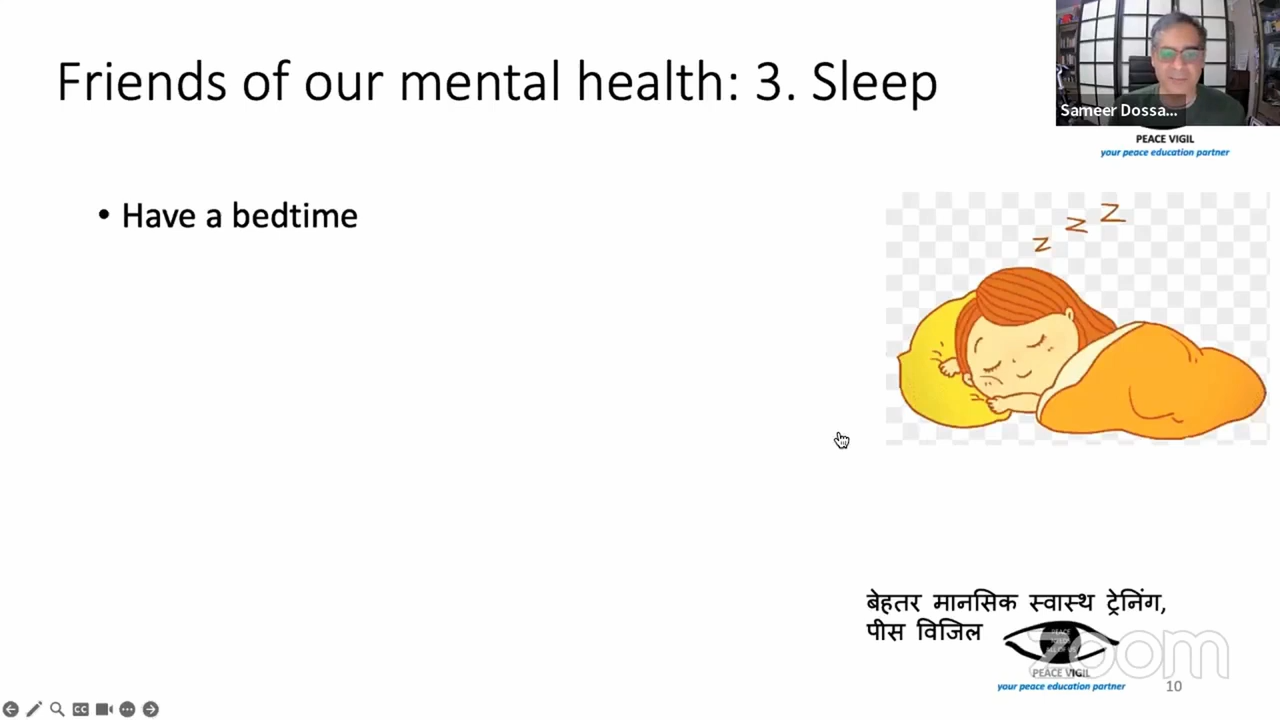 Friends of our mental health: 3. Sleep
Sameer Dossa...
PEACE VIGIL
your peace education partner
• Have a bedtime
z z z
बेहतर मानसिक स्वास्थ ट्रेनिंग,
पीस विजिल
zoom
PEACE VIGIL
your peace education partner
10
CC